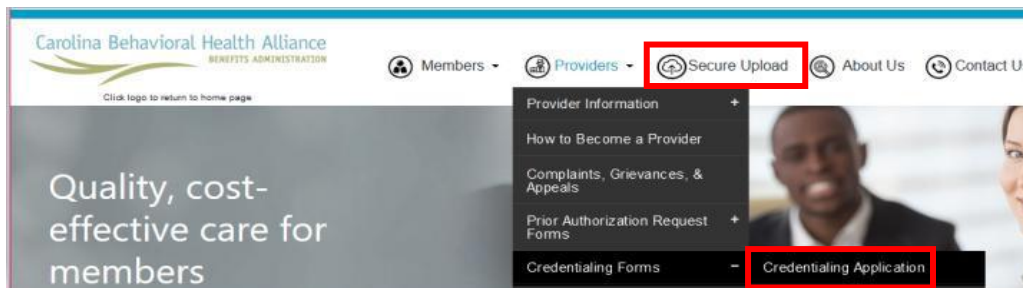 Carolina Behavioral Health Alliance
BENEFITS ADMINISTRATION
Click logo to return to home page
Members
Providers
Secure Upload
About Us
Contact U
Provider Information +
How to Become a Provider
Complaints, Grievances, &
Appeals
Prior Authorization Request +
Forms
Credentialing Forms –
Credentialing Application
Quality, cost-
effective care for
members